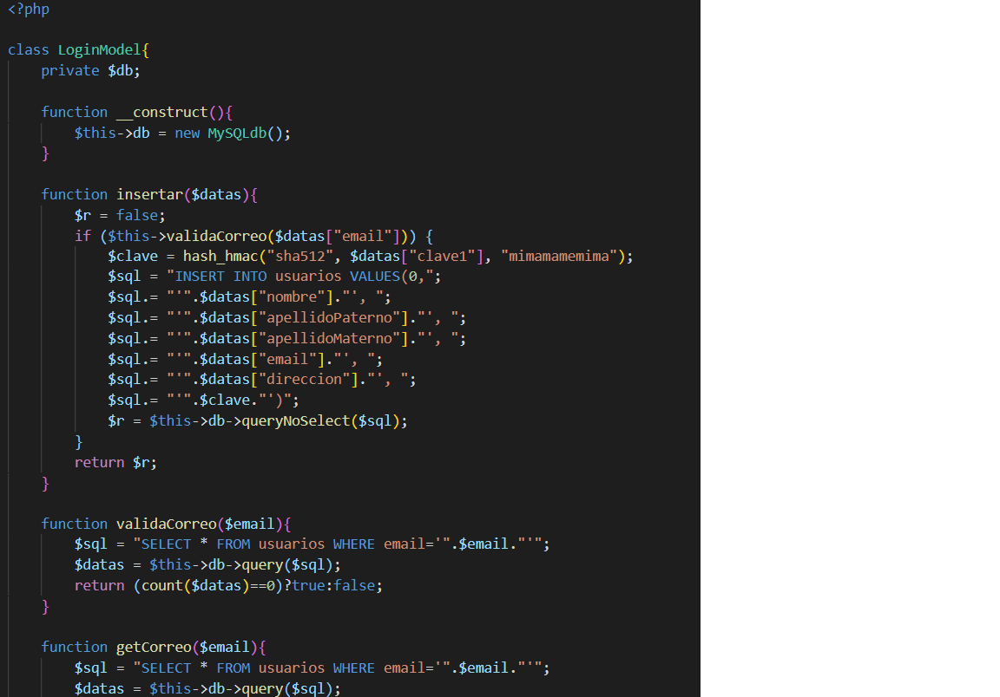 <?php
class LoginModel{
private $db;
function __construct(){
$this->db = new MySQLdb();
}
function insertar($datas){
$r = false;
if ($this->validaCorreo($datas["email"])) {
$clave = hash_hmac("sha512", $datas["clave1"], "mimamamemima");
$sql = "INSERT INTO usuarios VALUES(0,";
$sql.= "'".$datas["nombre"]."', ";
$sql.= "'".$datas["apellidoPaterno"]."', ";
$sql.= "'".$datas["apellidoMaterno"]."', ";
$sql.= "'".$datas["email"]."', ";
$sql.= "'".$datas["direccion"]."', ";
$sql.= "'".$clave."')";
$r = $this->db->queryNoSelect($sql);
}
return $r;
}
function validaCorreo($email){
$sql = "SELECT * FROM usuarios WHERE email='".$email."'";
$datas = $this->db->query($sql);
return (count($datas)==0)?true:false;
}
function getCorreo($email){
$sql = "SELECT * FROM usuarios WHERE email='".$email."'";
$datas = $this->db->query($sql);